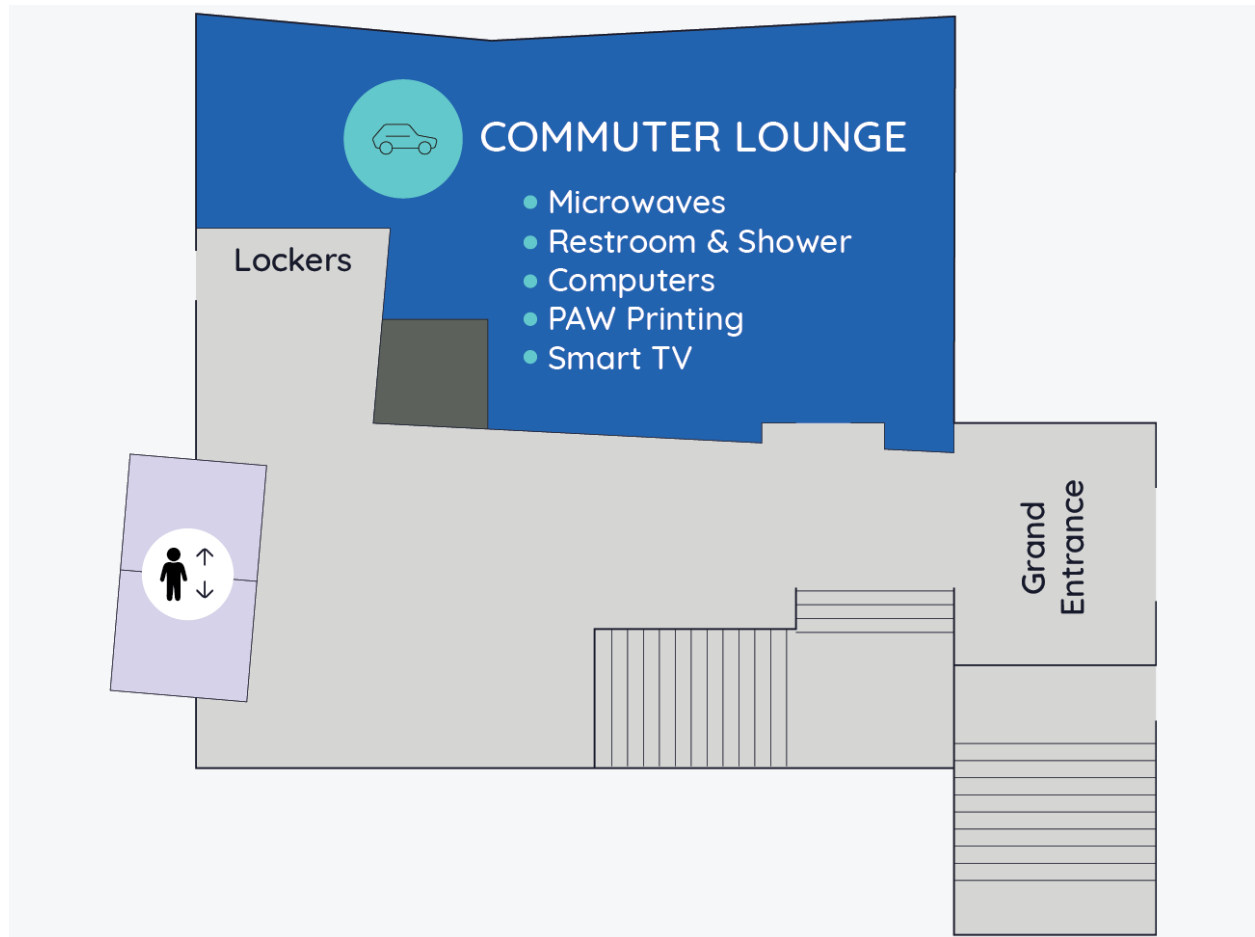 COMMUTER LOUNGE
Microwaves
Restroom & Shower
Computers
PAW Printing
Smart TV
Lockers
Grand
Entrance